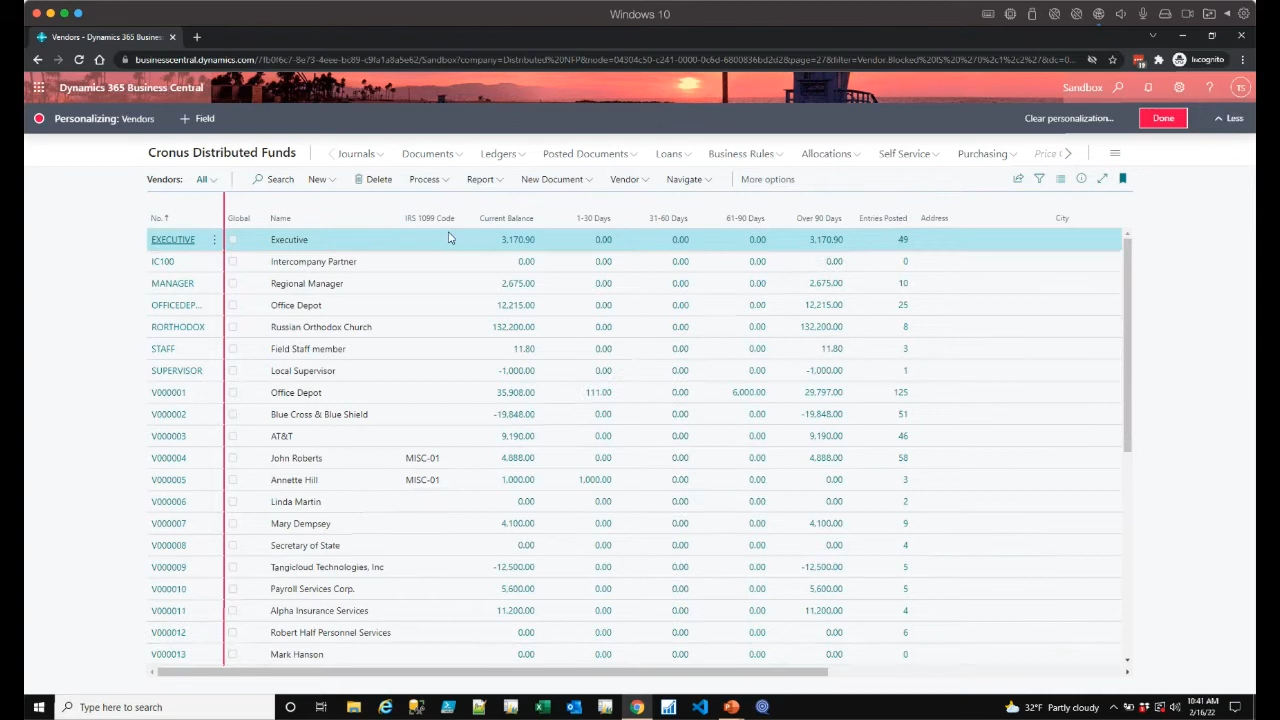 Windows 10
Vendors - Dynamics 365 Busines
businesscentral.dynamics.com
Dynamics 365 Business Central Sandbox TS
Incognito
Personalizing: Vendors + Field Clear personalization... Done Less
Cronus Distributed Funds Journals Documents Ledgers Posted Documents Loans Business Rules Allocations Self Service Purchasing Price
Vendors: All Search New Delete Process Report New Document Vendor Navigate More options
No. ↑ Global Name IRS 1099 Code Current Balance 1-30 Days 31-60 Days 61-90 Days Over 90 Days Entries Posted Address City
EXECUTIVE Executive 3,170.90 0.00 0.00 0.00 3,170.90 49
IC100 Intercompany Partner 0.00 0.00 0.00 0.00 0.00 0
MANAGER Regional Manager 2,675.00 0.00 0.00 0.00 2,675.00 10
OFFICEDEP... Office Depot 12,215.00 0.00 0.00 0.00 12,215.00 25
RORTHODOX Russian Orthodox Church 132,200.00 0.00 0.00 0.00 132,200.00 8
STAFF Field Staff member 11.80 0.00 0.00 0.00 11.80 3
SUPERVISOR Local Supervisor -1,000.00 0.00 0.00 0.00 -1,000.00 1
V000001 Office Depot 35,908.00 111.00 0.00 6,000.00 29,797.00 125
V000002 Blue Cross & Blue Shield -19,848.00 0.00 0.00 0.00 -19,848.00 51
V000003 AT&T 9,190.00 0.00 0.00 0.00 9,190.00 46
V000004 John Roberts MISC-01 4,888.00 0.00 0.00 0.00 4,888.00 58
V000005 Annette Hill MISC-01 1,000.00 1,000.00 0.00 0.00 0.00 3
V000006 Linda Martin 0.00 0.00 0.00 0.00 0.00 2
V000007 Mary Dempsey 4,100.00 0.00 0.00 0.00 4,100.00 9
V000008 Secretary of State 0.00 0.00 0.00 0.00 0.00 4
V000009 Tangicloud Technologies, Inc -12,500.00 0.00 0.00 0.00 -12,500.00 5
V000010 Payroll Services Corp. 5,600.00 0.00 0.00 0.00 5,600.00 5
V000011 Alpha Insurance Services 11,200.00 0.00 0.00 0.00 11,200.00 4
V000012 Robert Half Personnel Services 0.00 0.00 0.00 0.00 0.00 6
V000013 Mark Hanson 0.00 0.00 0.00 0.00 0.00 0
Type here to search 32°F Partly cloudy 10:41 AM
2/16/22